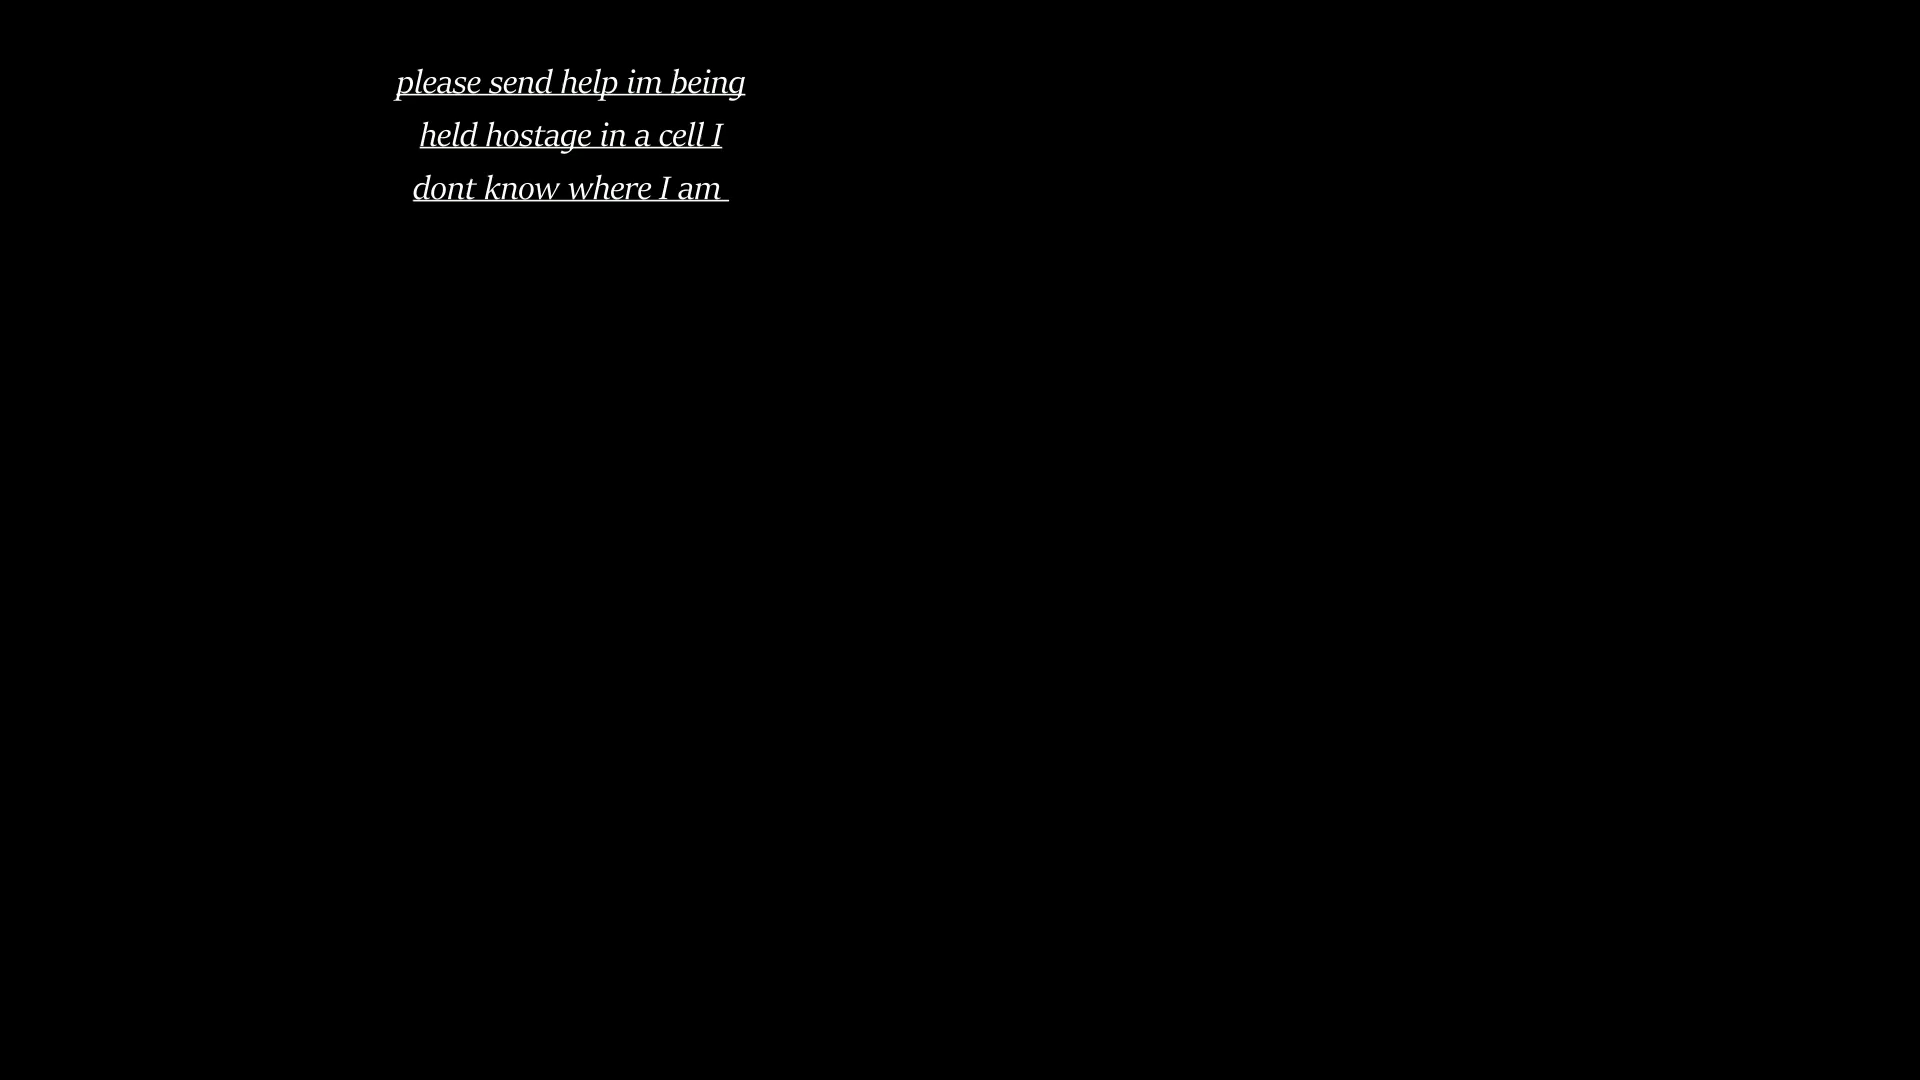 please send help im being
held hostage in a cell I
dont know where I am